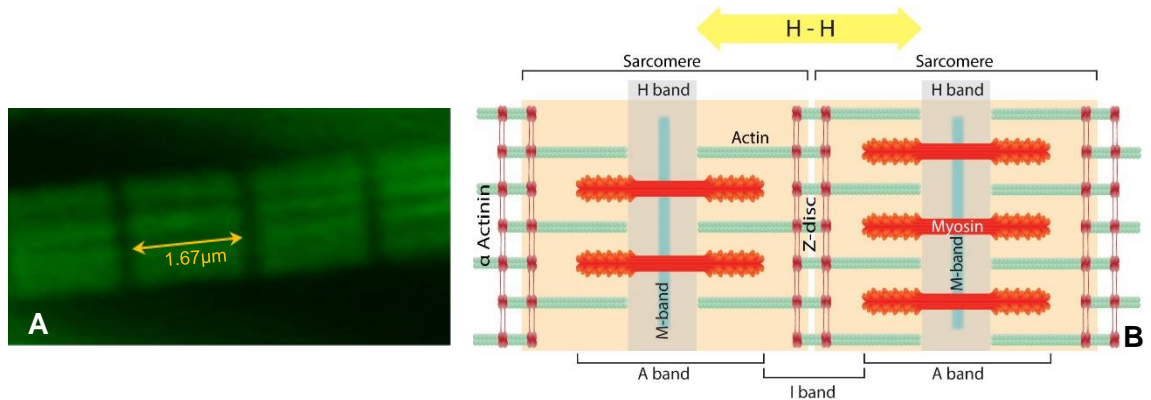 1.67µm
A
H - H
Sarcomere
Sarcomere
H band
H band
Actin
α Actinin
Z-disc
Myosin
M-band
M-band
B
A band
A band
I band